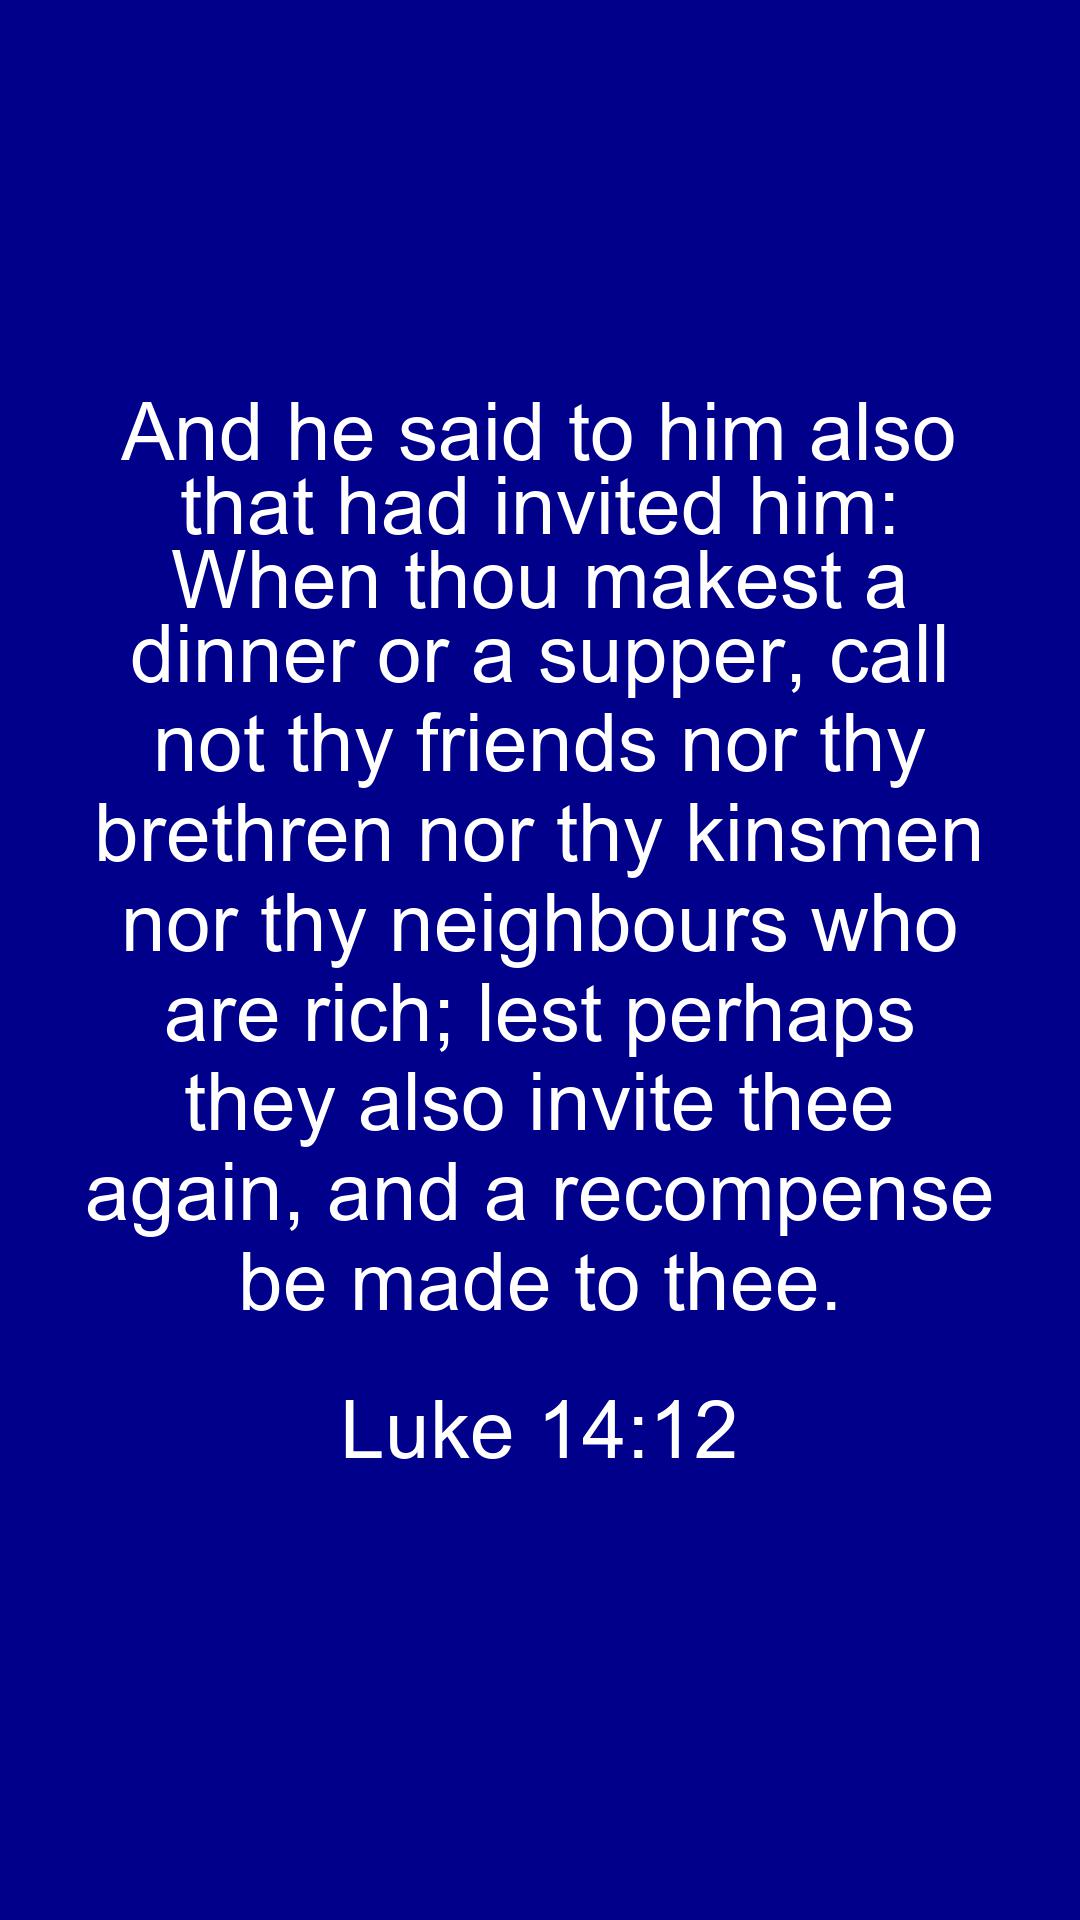 And he said to him also
that had invited him:
When thou makest a
dinner or a supper, call
not thy friends nor thy
brethren nor thy kinsmen
nor thy neighbours who
are rich; lest perhaps
they also invite thee
again, and a recompense
be made to thee.
Luke 14:12